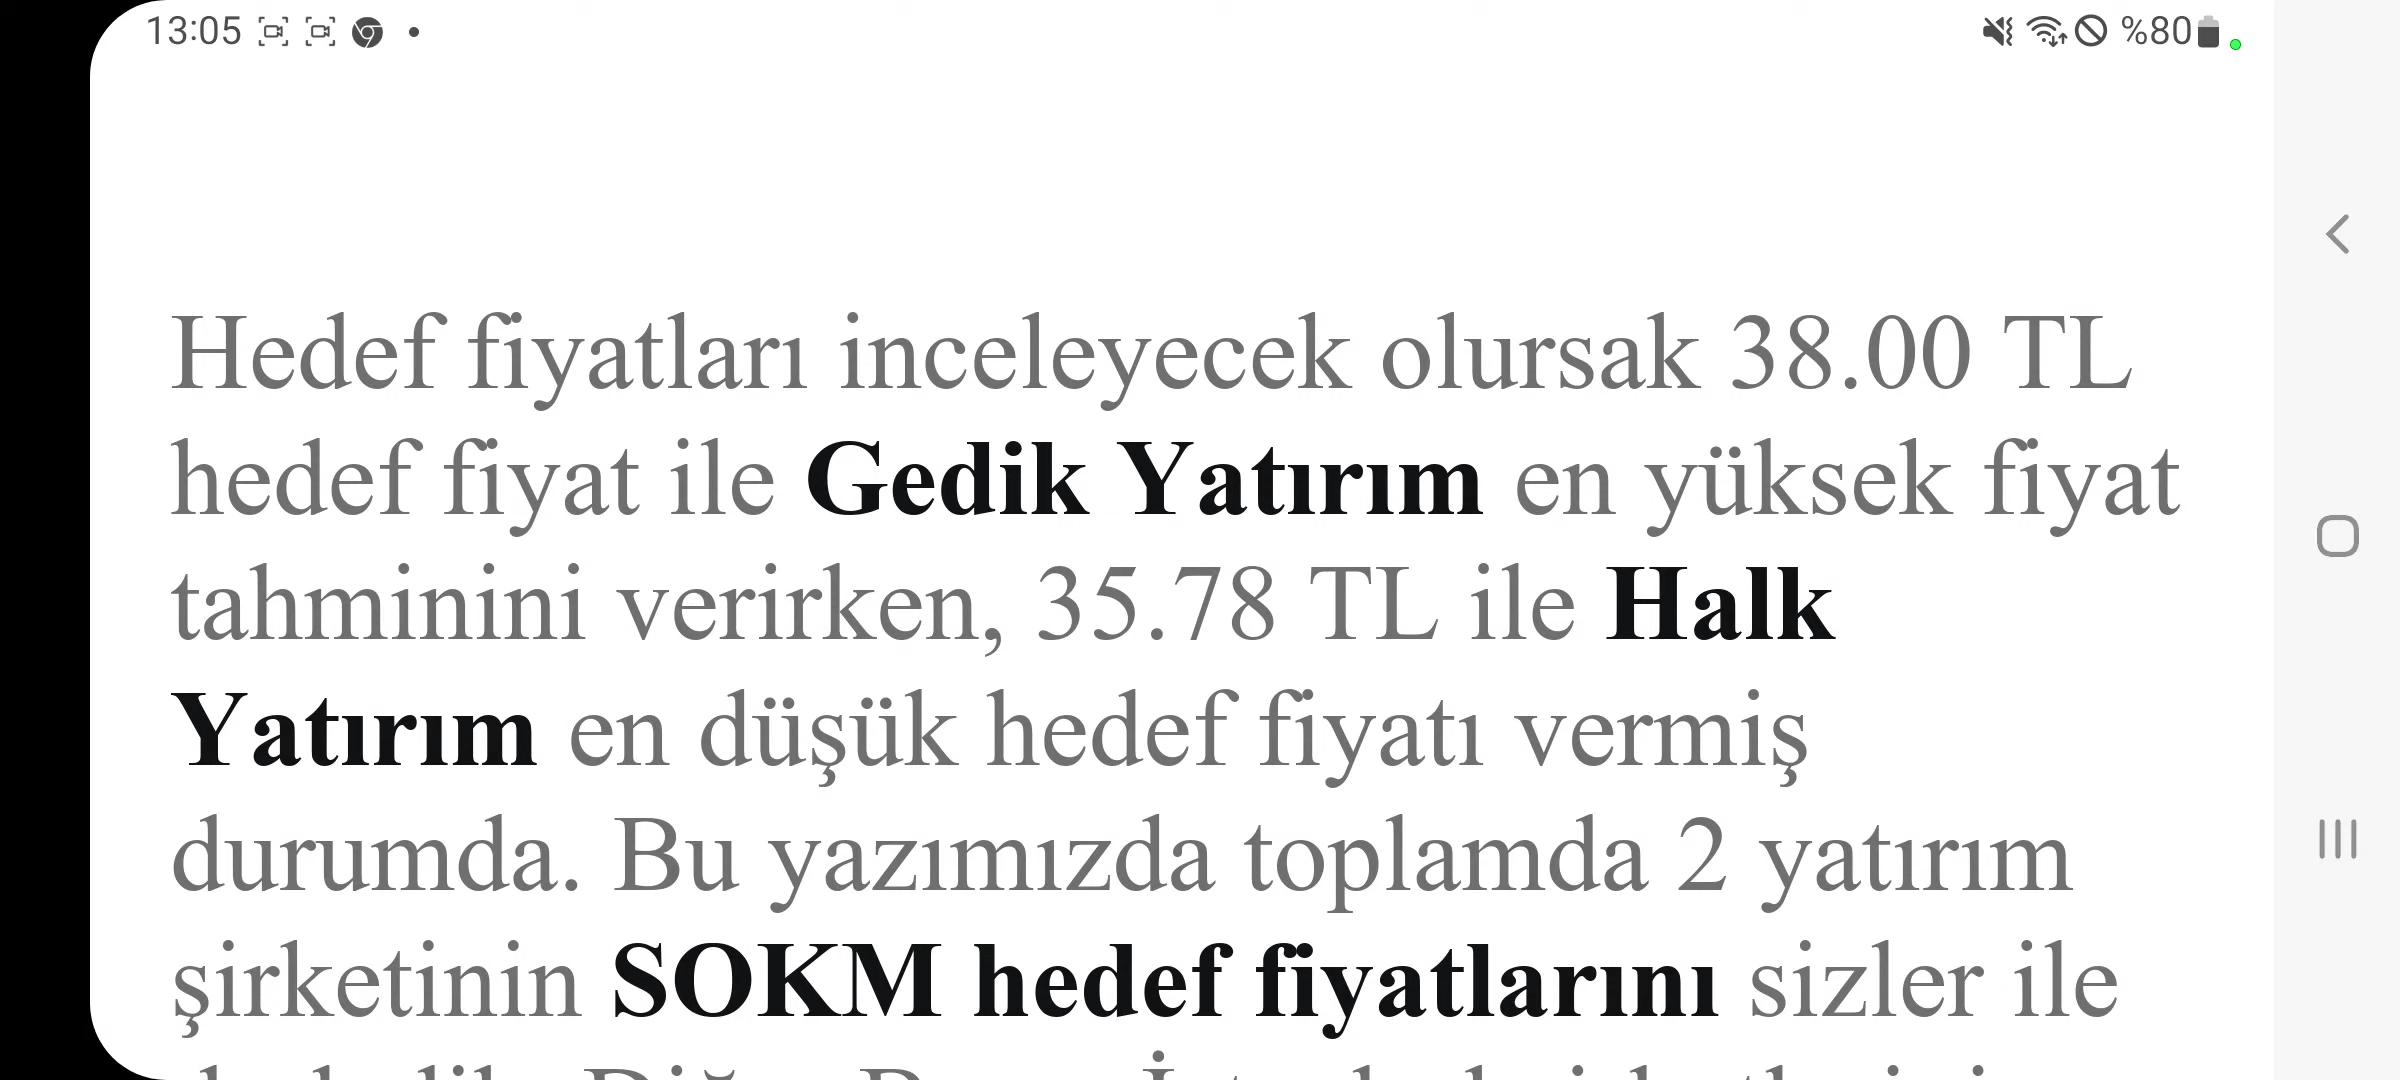 13:05 %80
Hedef fiyatları inceleyecek olursak 38.00 TL
hedef fiyat ile Gedik Yatırım en yüksek fiyat
tahminini verirken, 35.78 TL ile Halk
Yatırım en düşük hedef fiyatı vermiş
durumda. Bu yazımızda toplamda 2 yatırım
şirketinin SOKM hedef fiyatlarını sizler ile